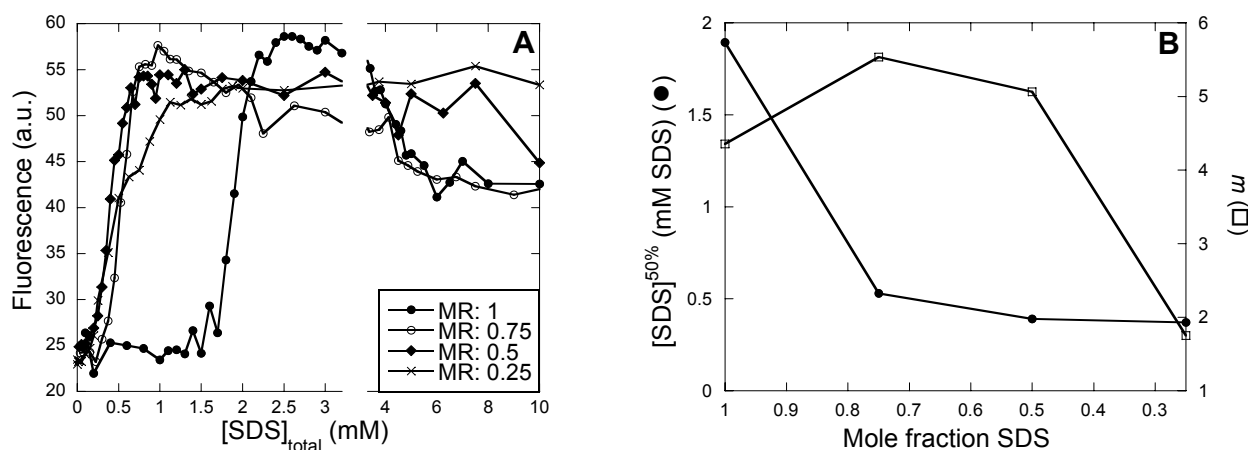 A
60
55
50
45
40
35
30
25
20
Fluorescence (a.u.)
MR: 1
MR: 0.75
MR: 0.5
MR: 0.25
0 0.5 1 1.5 2 2.5 3 4 6 8 10
[SDS]total (mM)
B
2
1.5
1
0.5
0
[SDS]50% (mM SDS) (●)
6
5
4
3
2
1
m (□)
1 0.9 0.8 0.7 0.6 0.5 0.4 0.3
Mole fraction SDS